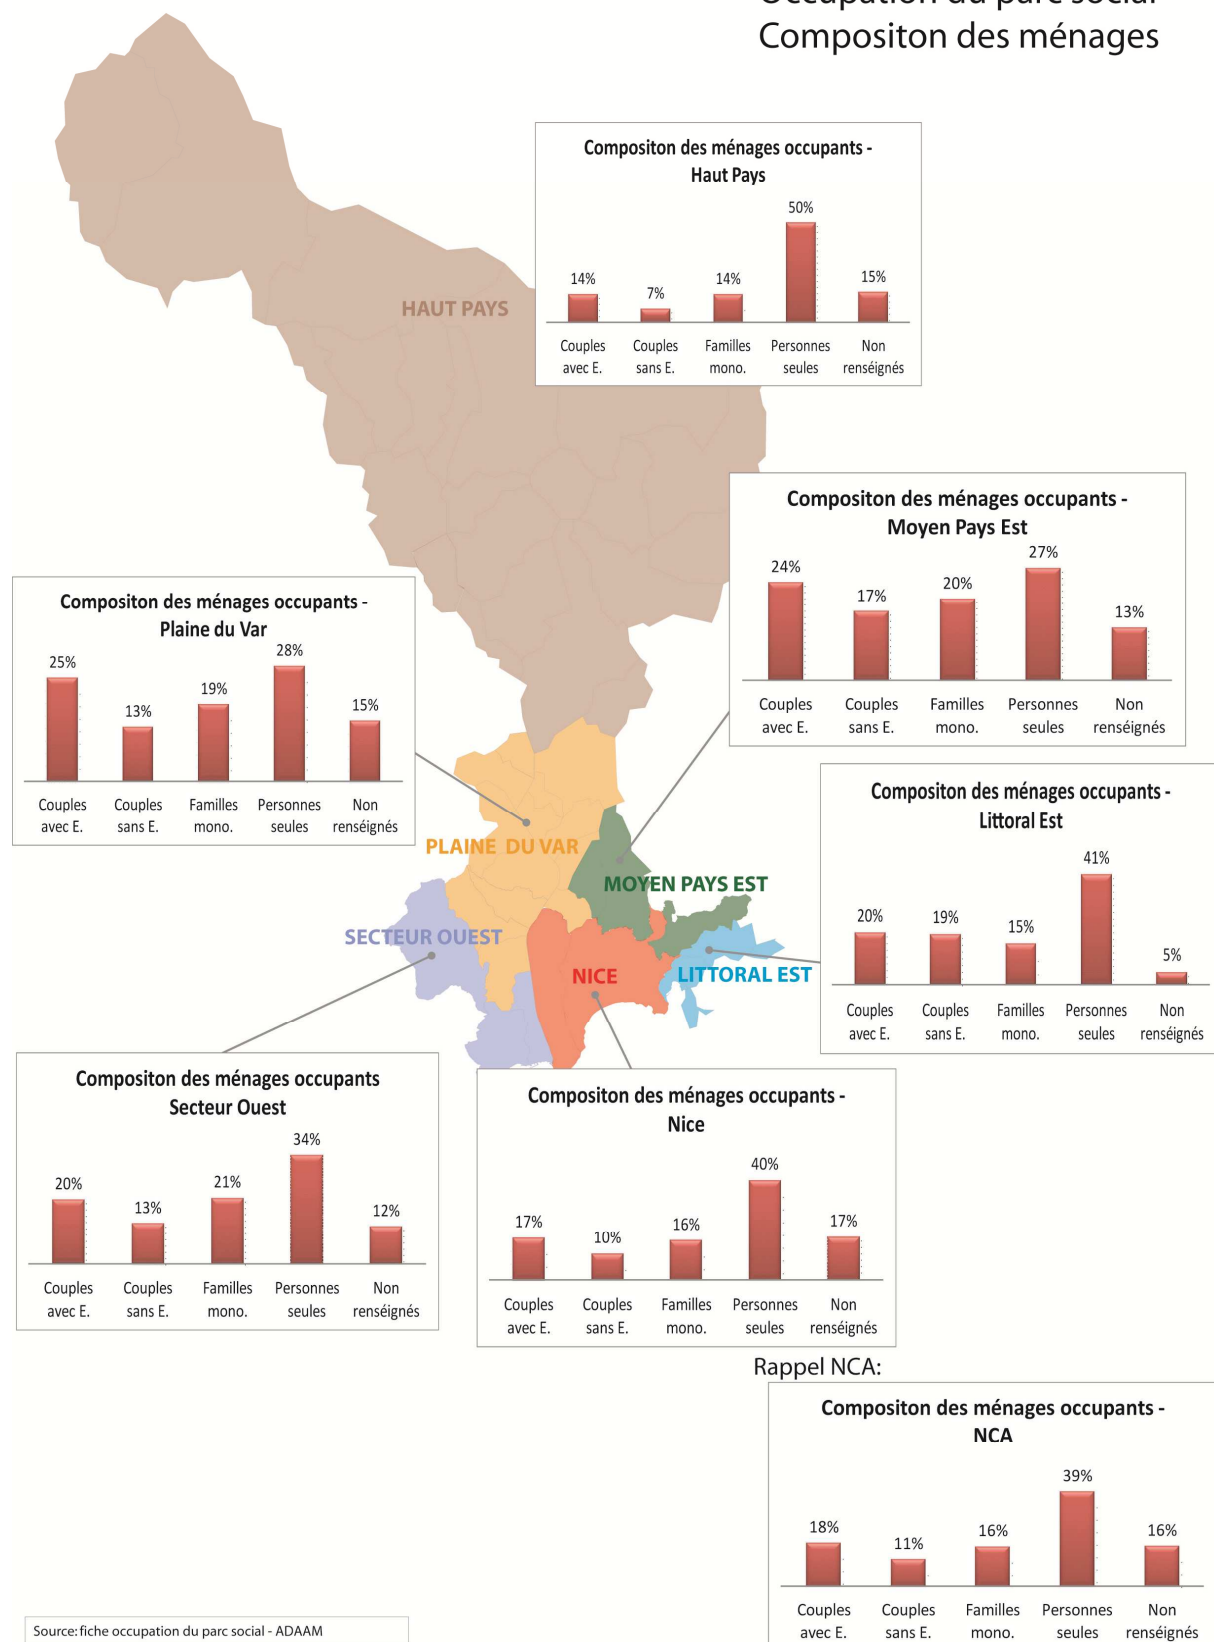 Occupation du parc social
Compositon des ménages
Compositon des ménages occupants -
Haut Pays
50%
14%
7%
14%
15%
Couples
avec E.
Couples
sans E.
Familles
mono.
Personnes
seules
Non
renséignés
HAUT PAYS
Compositon des ménages occupants -
Moyen Pays Est
24%
17%
20%
27%
13%
Couples
avec E.
Couples
sans E.
Familles
mono.
Personnes
seules
Non
renséignés
Compositon des ménages occupants -
Plaine du Var
25%
13%
19%
28%
15%
Couples
avec E.
Couples
sans E.
Familles
mono.
Personnes
seules
Non
renséignés
Compositon des ménages occupants -
Littoral Est
20%
19%
15%
41%
5%
Couples
avec E.
Couples
sans E.
Familles
mono.
Personnes
seules
Non
renséignés
PLAINE DU VAR
MOYEN PAYS EST
SECTEUR OUEST
NICE
LITTORAL EST
Compositon des ménages occupants
Secteur Ouest
20%
13%
21%
34%
12%
Couples
avec E.
Couples
sans E.
Familles
mono.
Personnes
seules
Non
renséignés
Compositon des ménages occupants -
Nice
17%
10%
16%
40%
17%
Couples
avec E.
Couples
sans E.
Familles
mono.
Personnes
seules
Non
renséignés
Rappel NCA:
Compositon des ménages occupants -
NCA
18%
11%
16%
39%
16%
Couples
avec E.
Couples
sans E.
Familles
mono.
Personnes
seules
Non
renséignés
Source: fiche occupation du parc social - ADAAM